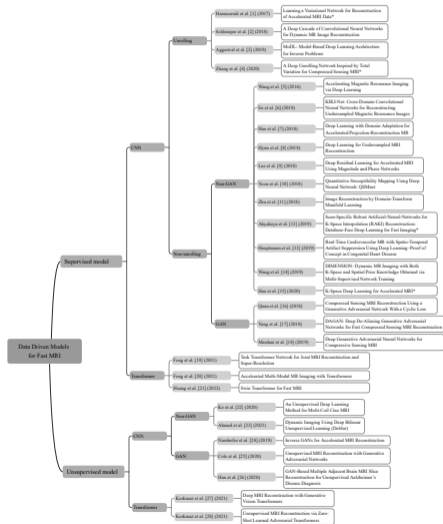 Hammernik et al. [1] (2017)
Learning a Variational Network for Reconstruction
of Accelerated MRI Data*
Schlemper et al. [2] (2018)
A Deep Cascade of Convolutional Neural Networks
for Dynamic MR Image Reconstruction
Unrolling
Aggarwal et al. [3] (2019)
MoDL: Model-Based Deep Learning Architecture
for Inverse Problems
Zhang et al. [4] (2020)
A Deep Unrolling Network Inspired by Total
Variation for Compressed Sensing MRI*
Wang et al. [5] (2016)
Accelerating Magnetic Resonance Imaging
via Deep Learning
Eo et al. [6] (2018)
KIKI-Net: Cross-Domain Convolutional
Neural Networks for Reconstructing
Undersampled Magnetic Resonance Images
Han et al. [7] (2018)
Deep Learning with Domain Adaptation for
Accelerated Projection-Reconstruction MR
Hyun et al. [8] (2018)
Deep Learning for Undersampled MRI
Reconstruction
Lee et al. [9] (2018)
Deep Residual Learning for Accelerated MRI
Using Magnitude and Phase Networks
CNN
Non-GAN
Yoon et al. [10] (2018)
Quantitative Susceptibility Mapping Using Deep
Neural Network: QSMnet
Zhu et al. [11] (2018)
Image Reconstruction by Domain-Transform
Manifold Learning
Akçakaya et al. [12] (2019)
Scan-Specific Robust Artificial-Neural-Networks for
K-Space Interpolation (RAKI) Reconstruction:
Database-Free Deep Learning for Fast Imaging*
Non-unrolling
Hauptmann et al. [13] (2019)
Real-Time Cardiovascular MR with Spatio-Temporal
Artifact Suppression Using Deep Learning–Proof of
Concept in Congenital Heart Disease
Supervised model
Wang et al. [14] (2019)
DIMENSION: Dynamic MR Imaging with Both
K-Space and Spatial Prior Knowledge Obtained via
Multi-Supervised Network Training
Han et al. [15] (2020)
K-Space Deep Learning for Accelerated MRI*
Quan et al. [16] (2018)
Compressed Sensing MRI Reconstruction Using a
Generative Adversarial Network With a Cyclic Loss
GAN
Yang et al. [17] (2018)
DAGAN: Deep De-Aliasing Generative Adversarial
Networks for Fast Compressed Sensing MRI Reconstruction
Mardani et al. [18] (2019)
Deep Generative Adversarial Neural Networks for
Compressive Sensing MRI
Data Driven Models
for Fast MRI
Feng et al. [19] (2021)
Task Transformer Network for Joint MRI Reconstruction and
Super-Resolution
Transformer
Feng et al. [20] (2021)
Accelerated Multi-Modal MR Imaging with Transformers
Huang et al. [21] (2022)
Swin Transformer for Fast MRI
Ke et al. [22] (2020)
An Unsupervised Deep Learning
Method for Multi-Coil Cine MRI
Non-GAN
Ahmed et al. [23] (2021)
Dynamic Imaging Using Deep Bilinear
Unsupervised Learning (DeBlur)
CNN
Narnhofer et al. [24] (2019)
Inverse GANs for Accelerated MRI Reconstruction
GAN
Cole et al. [25] (2020)
Unsupervised MRI Reconstruction with Generative
Adversarial Networks
Unsupervised model
Han et al. [26] (2020)
GAN-Based Multiple Adjacent Brain MRI Slice
Reconstruction for Unsupervised Alzheimer's
Disease Diagnosis
Korkmaz et al. [27] (2021)
Deep MRI Reconstruction with Generative
Vision Transformers
Transformer
Korkmaz et al. [28] (2021)
Unsupervised MRI Reconstruction via Zero-
Shot Learned Adversarial Transformers